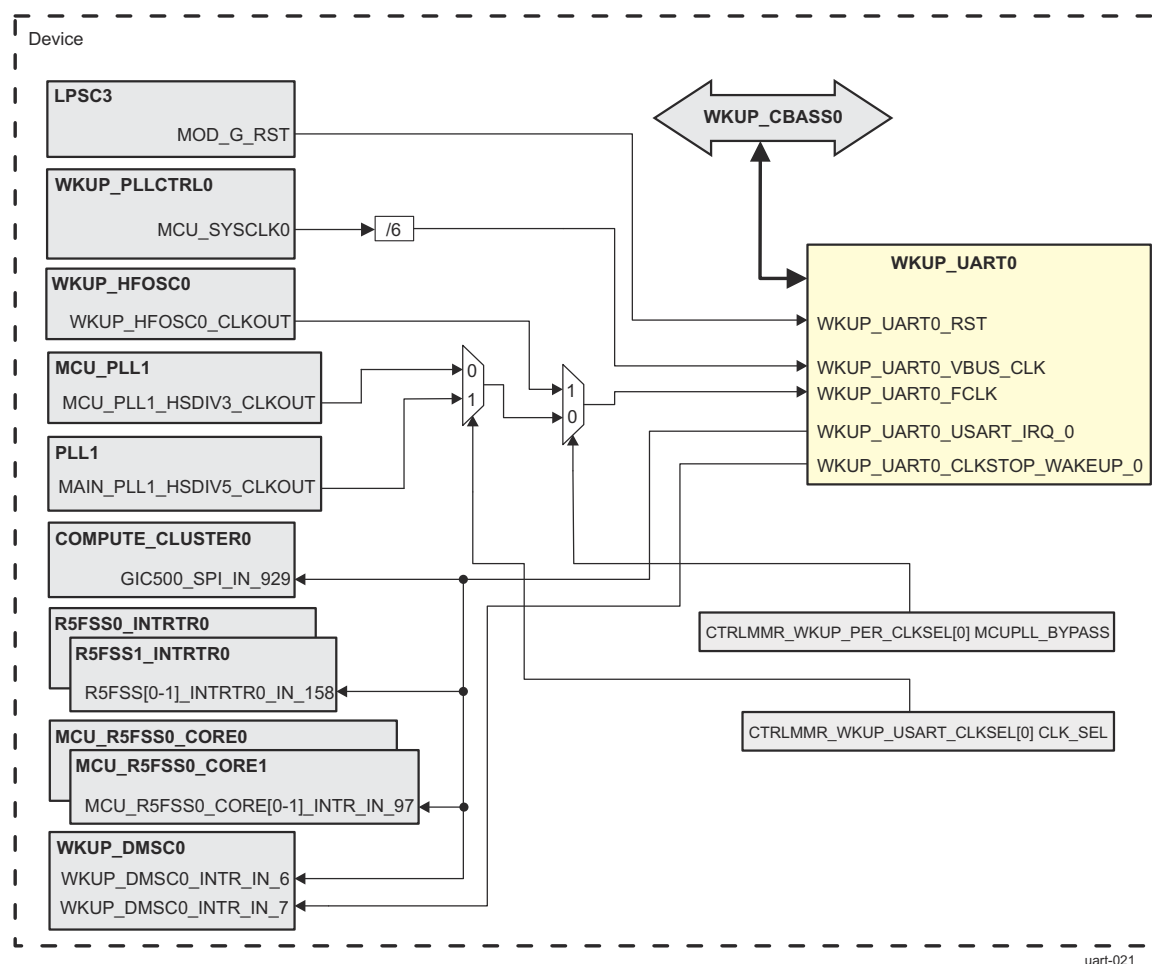 Device
LPSC3
MOD_G_RST
WKUP_CBASS0
WKUP_PLLCTRL0
MCU_SYSCLK0
/6
WKUP_HFOSC0
WKUP_HFOSC0_CLKOUT
MCU_PLL1
MCU_PLL1_HSDIV3_CLKOUT
0
1
1
0
PLL1
MAIN_PLL1_HSDIV5_CLKOUT
WKUP_UART0
WKUP_UART0_RST
WKUP_UART0_VBUS_CLK
WKUP_UART0_FCLK
WKUP_UART0_USART_IRQ_0
WKUP_UART0_CLKSTOP_WAKEUP_0
COMPUTE_CLUSTER0
GIC500_SPI_IN_929
R5FSS0_INTRTR0
R5FSS1_INTRTR0
R5FSS[0-1]_INTRTR0_IN_158
CTRLMMR_WKUP_PER_CLKSEL[0] MCUPLL_BYPASS
CTRLMMR_WKUP_USART_CLKSEL[0] CLK_SEL
MCU_R5FSS0_CORE0
MCU_R5FSS0_CORE1
MCU_R5FSS0_CORE[0-1]_INTR_IN_97
WKUP_DMSC0
WKUP_DMSC0_INTR_IN_6
WKUP_DMSC0_INTR_IN_7
uart-021